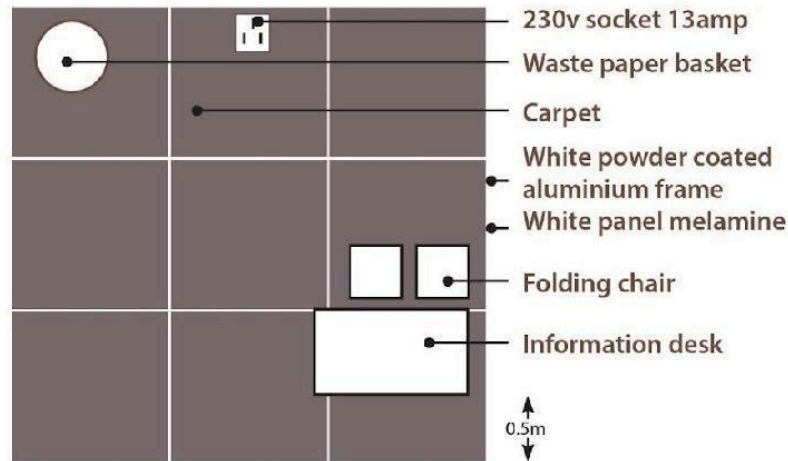 230v socket 13amp
Waste paper basket
Carpet
White powder coated
aluminium frame
White panel melamine
Folding chair
Information desk
0.5m